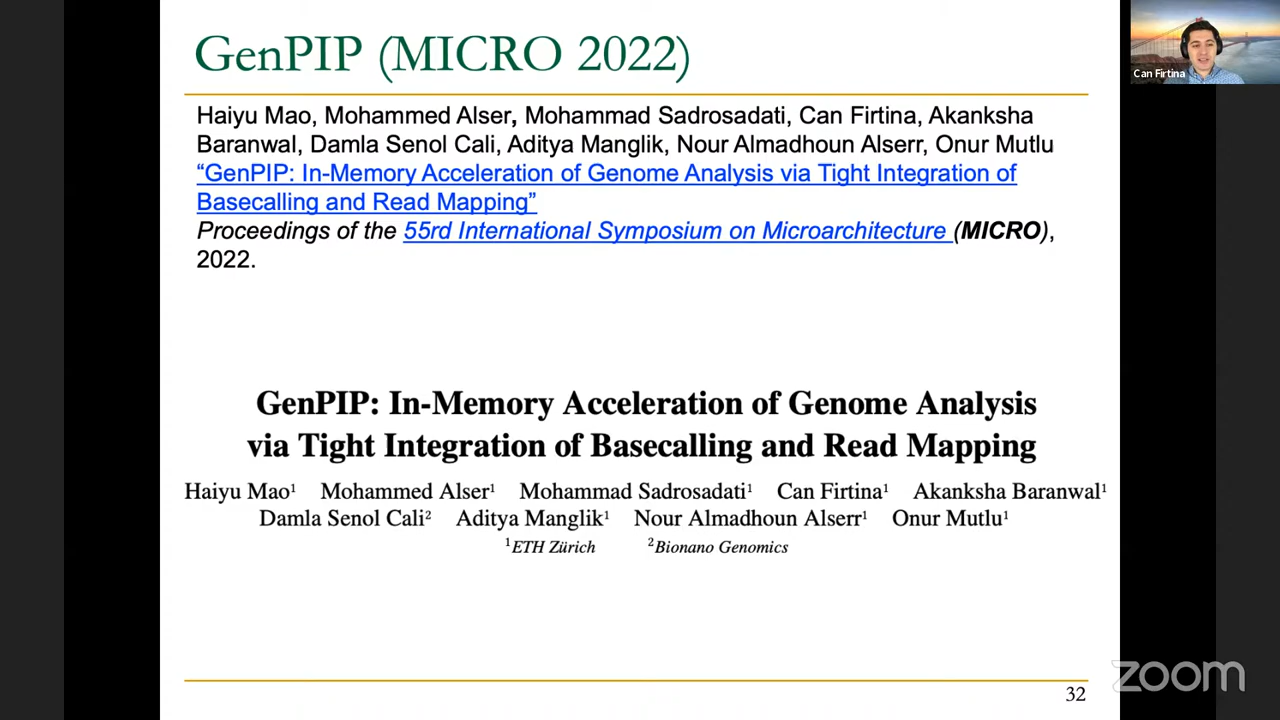 GenPIP (MICRO 2022)
Can Firtina
Haiyu Mao, Mohammed Alser, Mohammad Sadrosadati, Can Firtina, Akanksha
Baranwal, Damla Senol Cali, Aditya Manglik, Nour Almadhoun Alserr, Onur Mutlu
“GenPIP: In-Memory Acceleration of Genome Analysis via Tight Integration of
Basecalling and Read Mapping”
Proceedings of the 55rd International Symposium on Microarchitecture (MICRO),
2022.
GenPIP: In-Memory Acceleration of Genome Analysis
via Tight Integration of Basecalling and Read Mapping
Haiyu Mao¹ Mohammed Alser¹ Mohammad Sadrosadati¹ Can Firtina¹ Akanksha Baranwal¹
Damla Senol Cali² Aditya Manglik¹ Nour Almadhoun Alserr¹ Onur Mutlu¹
¹ETH Zürich ²Bionano Genomics
32
zoom